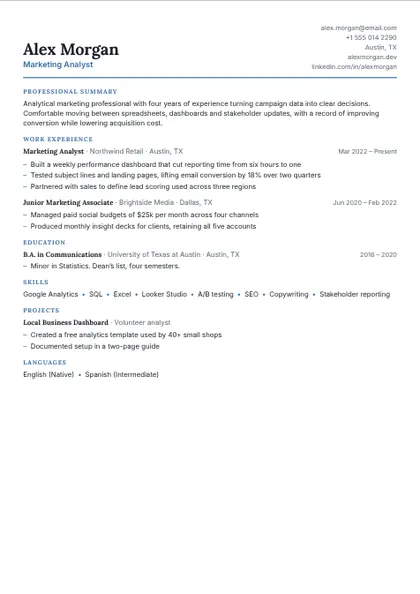 alex.morgan@email.com
+1 555 014 2290
Austin, TX
alexmorgan.dev
linkedin.com/in/alexmorgan
Alex Morgan
Marketing Analyst
PROFESSIONAL SUMMARY
Analytical marketing professional with four years of experience turning campaign data into clear decisions.
Comfortable moving between spreadsheets, dashboards and stakeholder updates, with a record of improving
conversion while lowering acquisition cost.
WORK EXPERIENCE
Marketing Analyst · Northwind Retail · Austin, TX Mar 2022 – Present
– Built a weekly performance dashboard that cut reporting time from six hours to one
– Tested subject lines and landing pages, lifting email conversion by 18% over two quarters
– Partnered with sales to define lead scoring used across three regions
Junior Marketing Associate · Brightside Media · Dallas, TX Jun 2020 – Feb 2022
– Managed paid social budgets of $25k per month across four channels
– Produced monthly insight decks for clients, retaining all five accounts
EDUCATION
B.A. in Communications · University of Texas at Austin · Austin, TX 2016 – 2020
– Minor in Statistics. Dean's list, four semesters.
SKILLS
Google Analytics • SQL • Excel • Looker Studio • A/B testing • SEO • Copywriting • Stakeholder reporting
PROJECTS
Local Business Dashboard · Volunteer analyst
– Created a free analytics template used by 40+ small shops
– Documented setup in a two-page guide
LANGUAGES
English (Native) • Spanish (Intermediate)